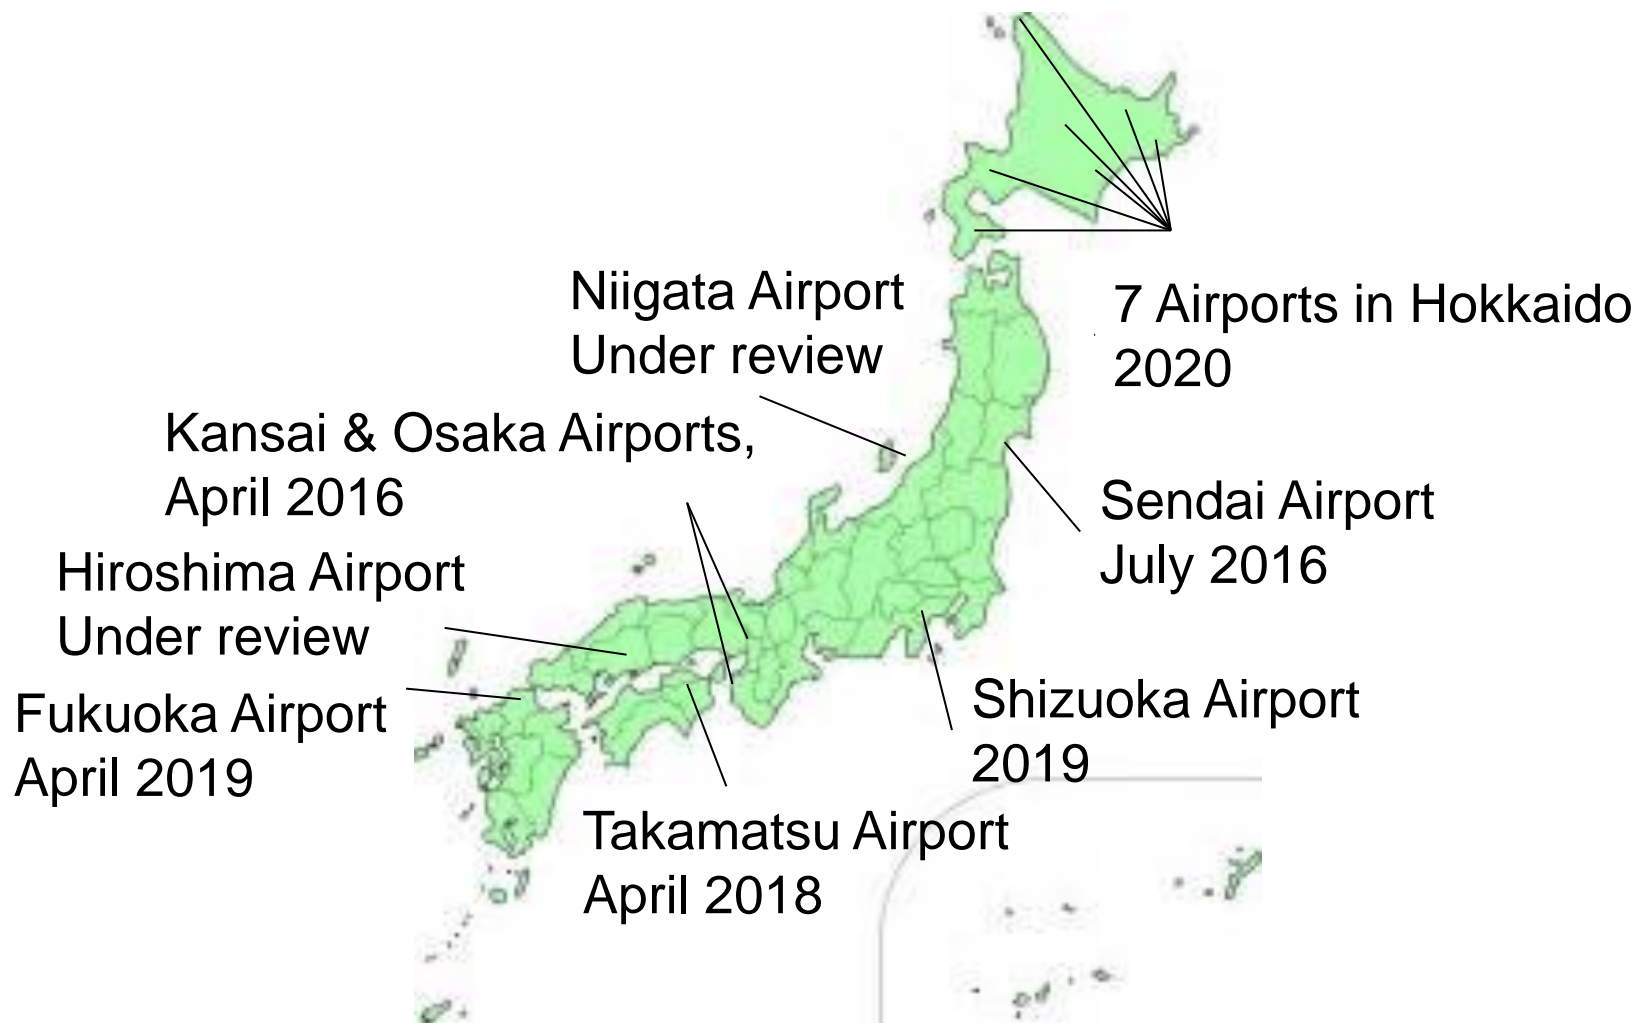 Niigata Airport
Under review
7 Airports in Hokkaido
2020
Kansai & Osaka Airports,
April 2016
Sendai Airport
July 2016
Hiroshima Airport
Under review
Shizuoka Airport
2019
Fukuoka Airport
April 2019
Takamatsu Airport
April 2018